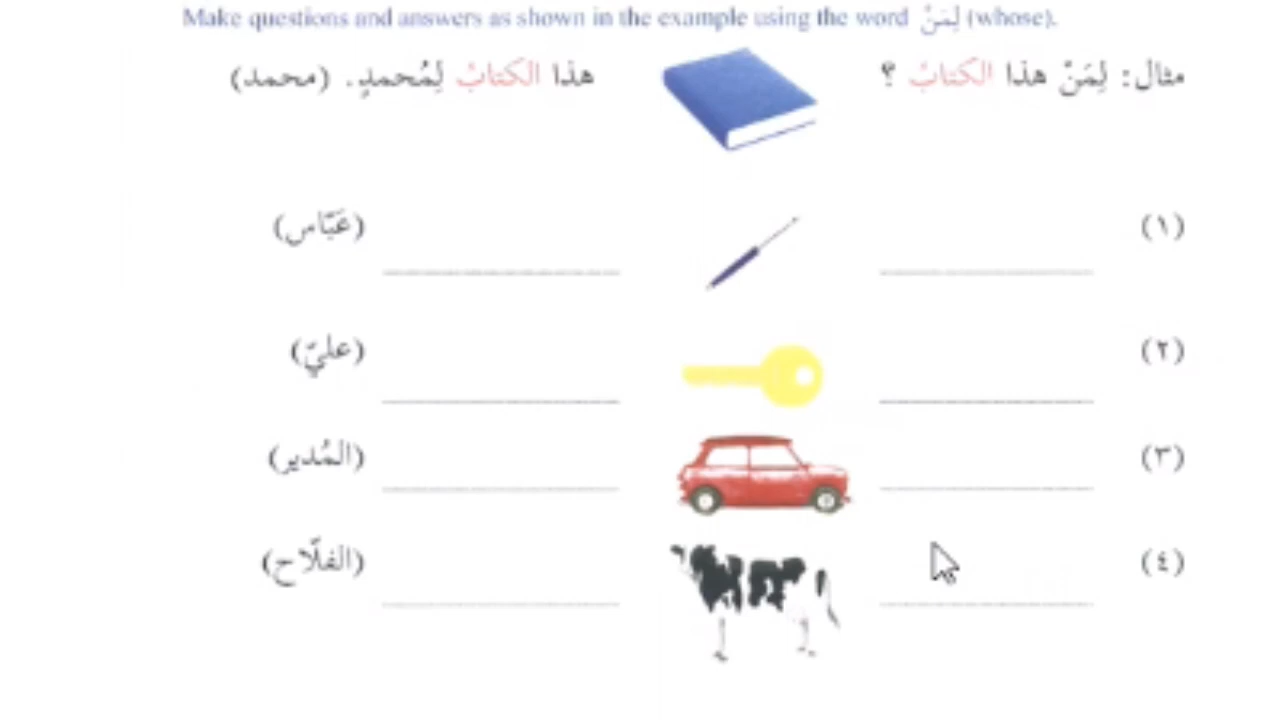 Make questions and answers as shown in the example using the word لِمَنْ (whose).
مثال: لِمَنْ هذا الكتابُ ؟ هذا الكتابُ لِمُحمدٍ. (محمد)
(١) (عَبّاس)
(٢) (عليّ)
(٣) (المُدير)
(٤) (الفلّاح)